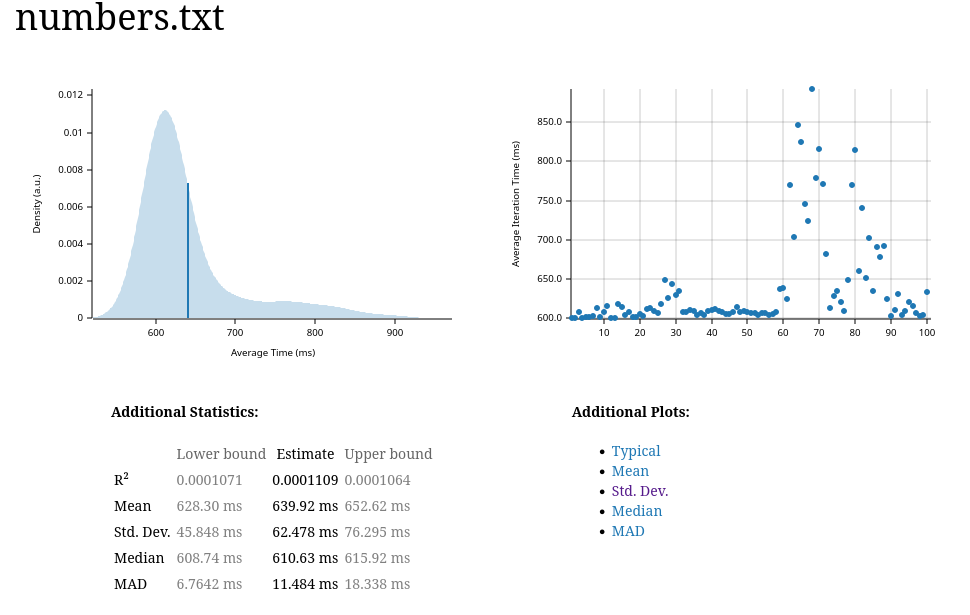 numbers.txt
Density (a.u.)
0.012
0.01
0.008
0.006
0.004
0.002
0
600 700 800 900
Average Time (ms)
Average Iteration Time (ms)
850.0
800.0
750.0
700.0
650.0
600.0
10 20 30 40 50 60 70 80 90 100
Additional Statistics:
Lower bound Estimate Upper bound
R² 0.0001071 0.0001109 0.0001064
Mean 628.30 ms 639.92 ms 652.62 ms
Std. Dev. 45.848 ms 62.478 ms 76.295 ms
Median 608.74 ms 610.63 ms 615.92 ms
MAD 6.7642 ms 11.484 ms 18.338 ms
Additional Plots:
• Typical
• Mean
• Std. Dev.
• Median
• MAD